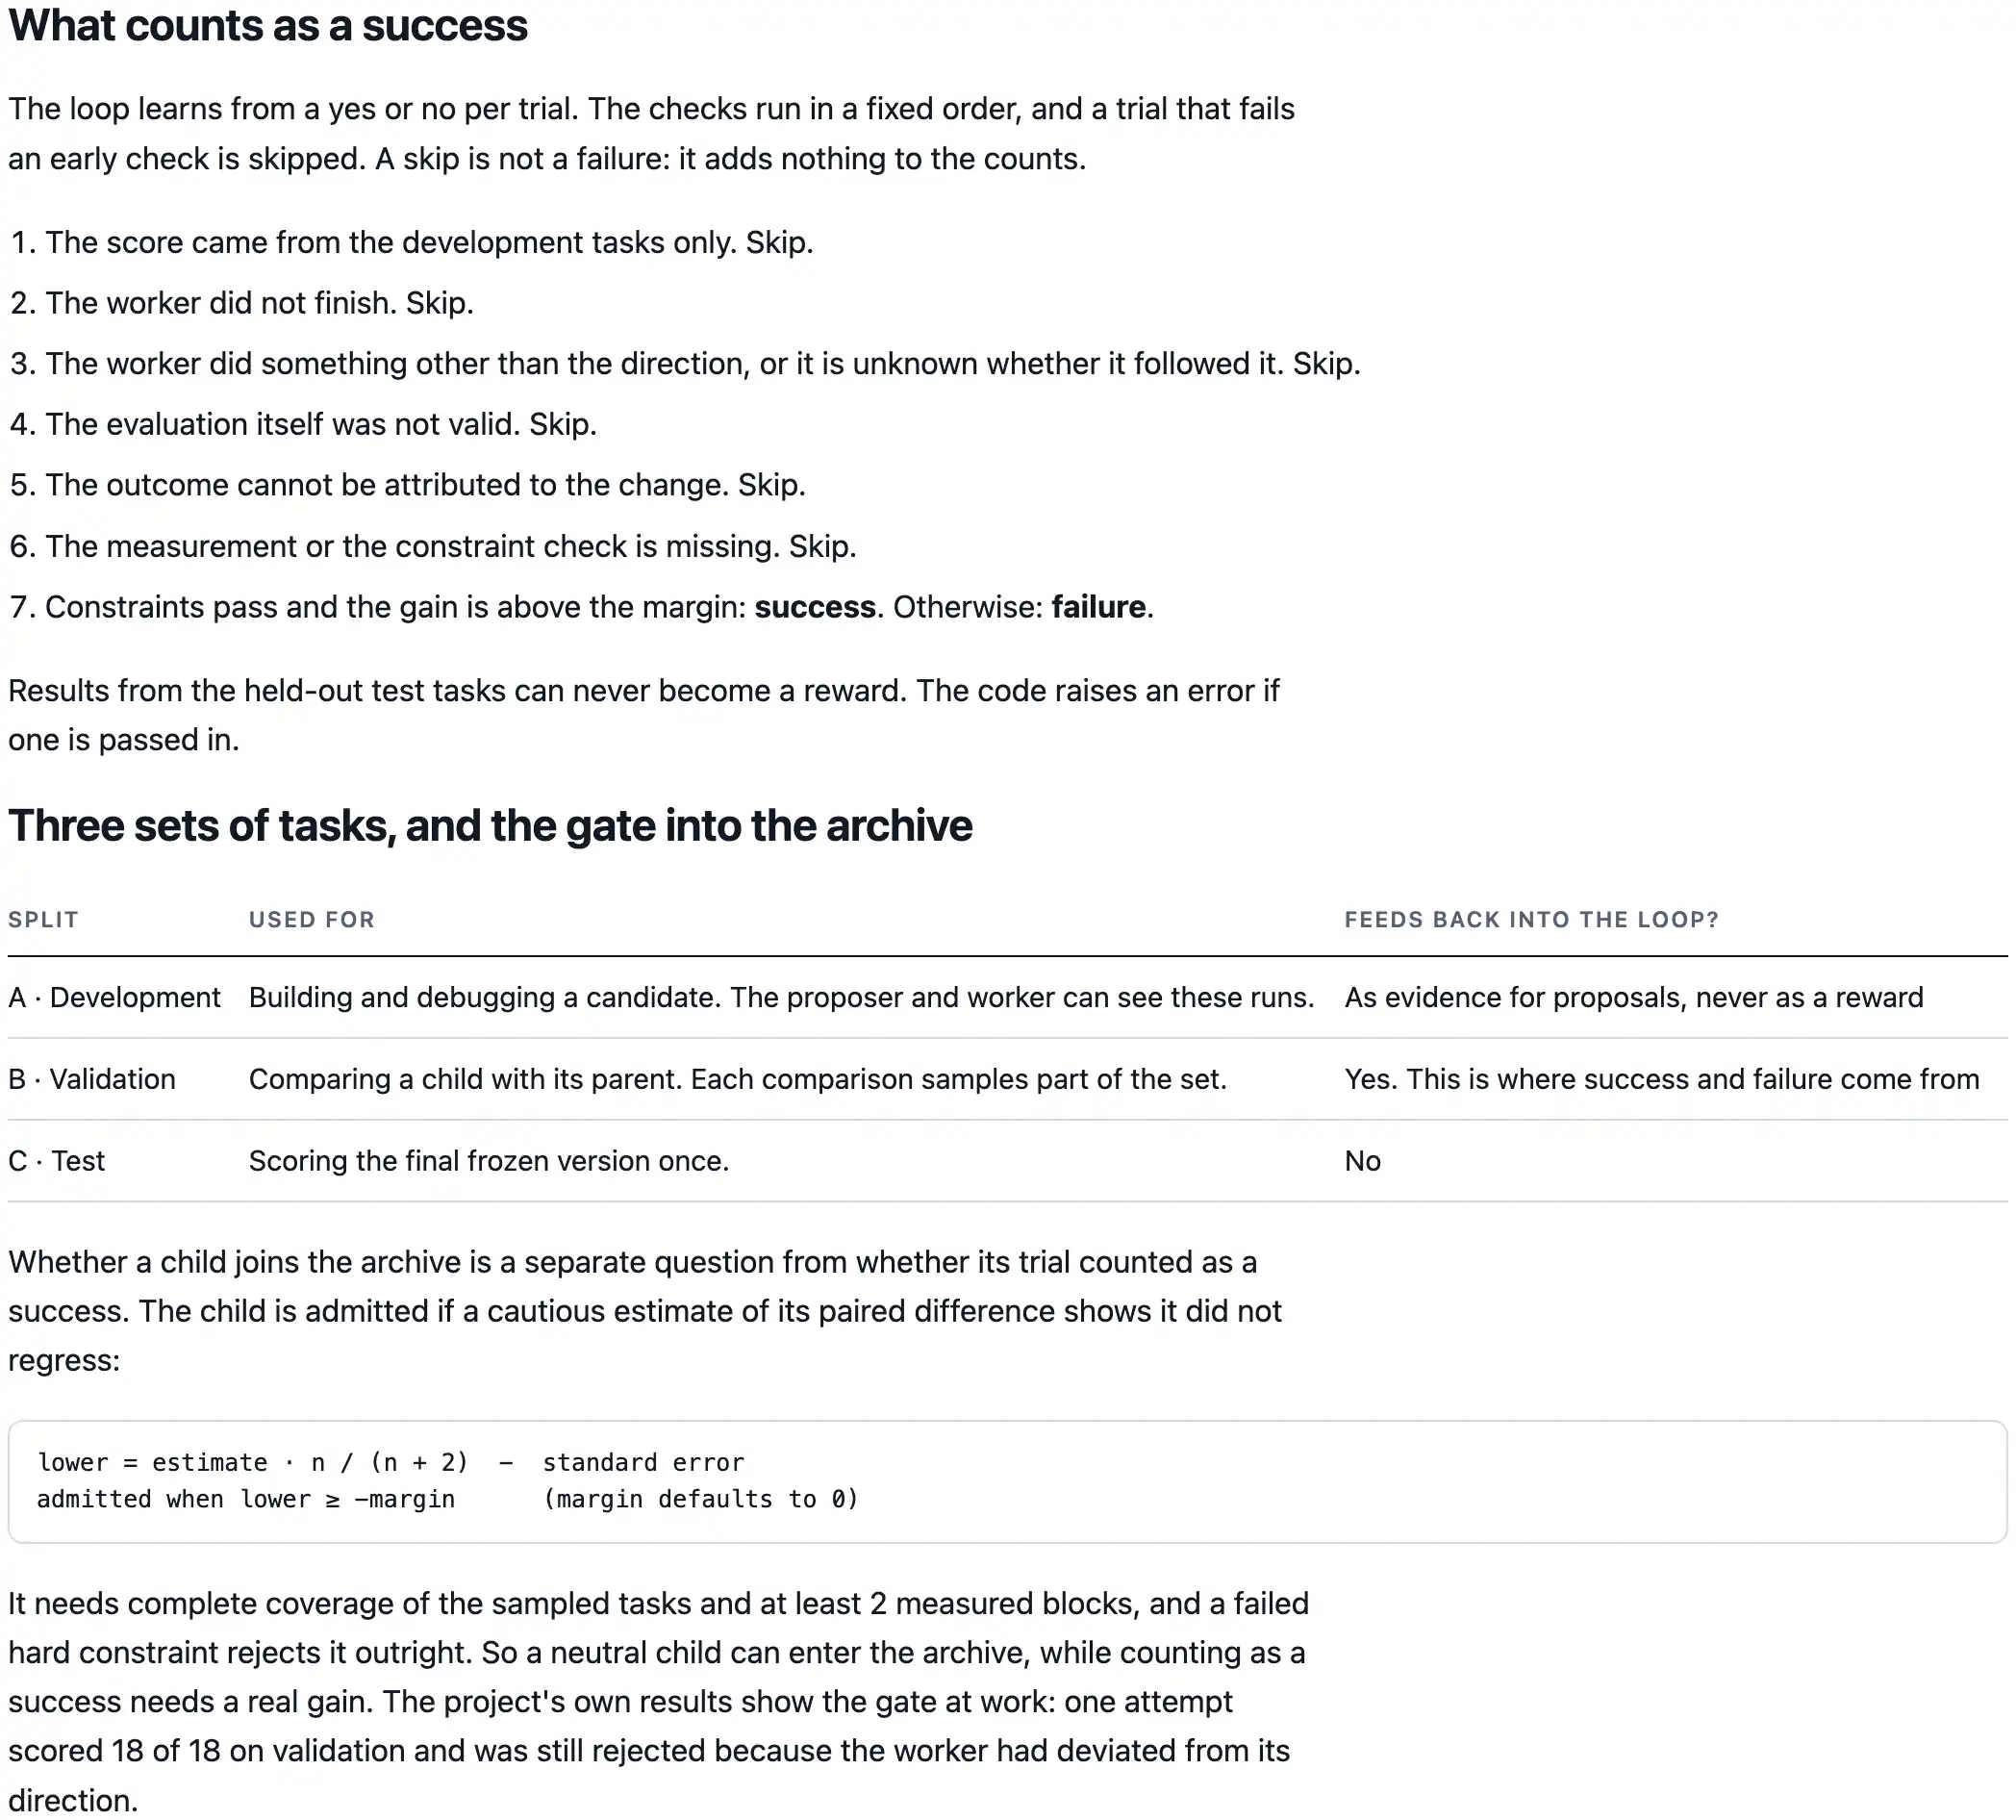 What counts as a success
The loop learns from a yes or no per trial. The checks run in a fixed order, and a trial that fails
an early check is skipped. A skip is not a failure: it adds nothing to the counts.
1. The score came from the development tasks only. Skip.
2. The worker did not finish. Skip.
3. The worker did something other than the direction, or it is unknown whether it followed it. Skip.
4. The evaluation itself was not valid. Skip.
5. The outcome cannot be attributed to the change. Skip.
6. The measurement or the constraint check is missing. Skip.
7. Constraints pass and the gain is above the margin: success. Otherwise: failure.
Results from the held-out test tasks can never become a reward. The code raises an error if
one is passed in.
Three sets of tasks, and the gate into the archive
SPLIT USED FOR FEEDS BACK INTO THE LOOP?
A · Development Building and debugging a candidate. The proposer and worker can see these runs. As evidence for proposals, never as a reward
B · Validation Comparing a child with its parent. Each comparison samples part of the set. Yes. This is where success and failure come from
C · Test Scoring the final frozen version once. No
Whether a child joins the archive is a separate question from whether its trial counted as a
success. The child is admitted if a cautious estimate of its paired difference shows it did not
regress:
lower = estimate · n / (n + 2) − standard error
admitted when lower ≥ −margin (margin defaults to 0)
It needs complete coverage of the sampled tasks and at least 2 measured blocks, and a failed
hard constraint rejects it outright. So a neutral child can enter the archive, while counting as a
success needs a real gain. The project's own results show the gate at work: one attempt
scored 18 of 18 on validation and was still rejected because the worker had deviated from its
direction.